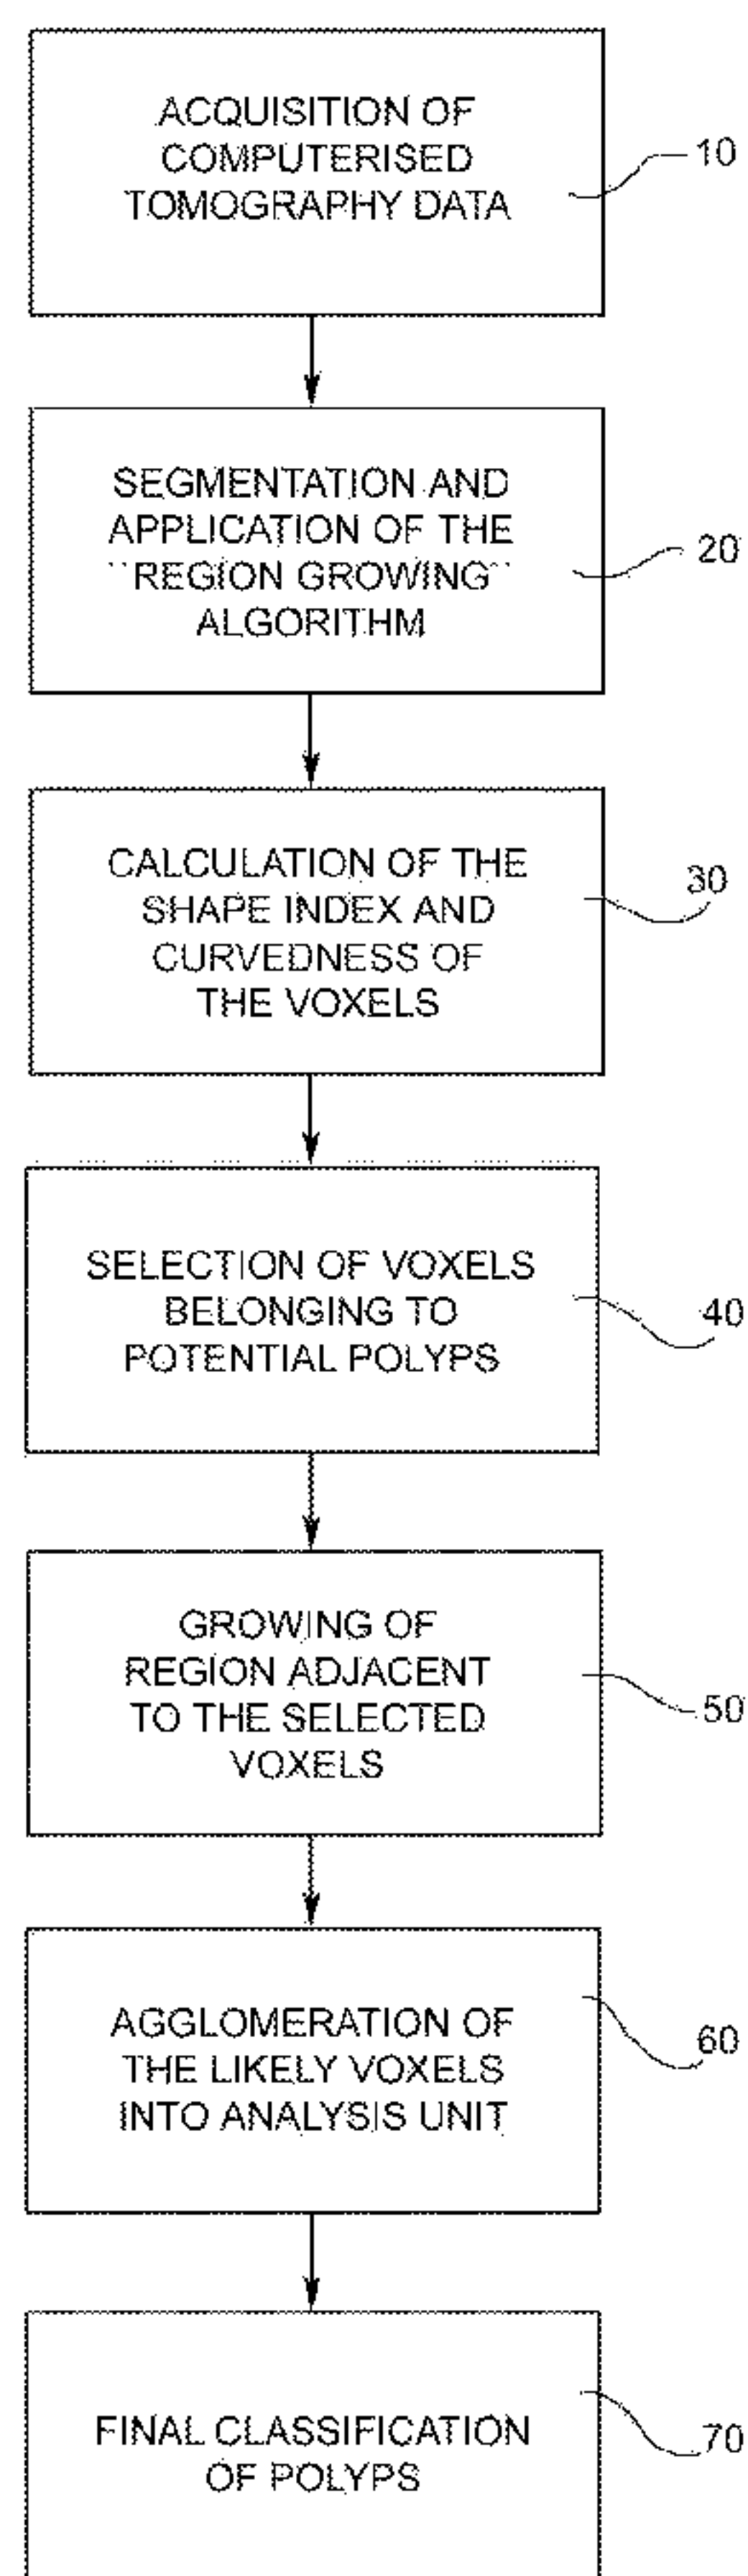 ACQUISITION OF
COMPUTERISED
TOMOGRAPHY DATA
10
SEGMENTATION AND
APPLICATION OF THE
``REGION GROWING``
ALGORITHM
20
CALCULATION OF THE
SHAPE INDEX AND
CURVEDNESS OF
THE VOXELS
30
SELECTION OF VOXELS
BELONGING TO
POTENTIAL POLYPS
40
GROWING OF
REGION ADJACENT
TO THE SELECTED
VOXELS
50
AGGLOMERATION OF
THE LIKELY VOXELS
INTO ANALYSIS UNIT
60
FINAL CLASSIFICATION
OF POLYPS
70